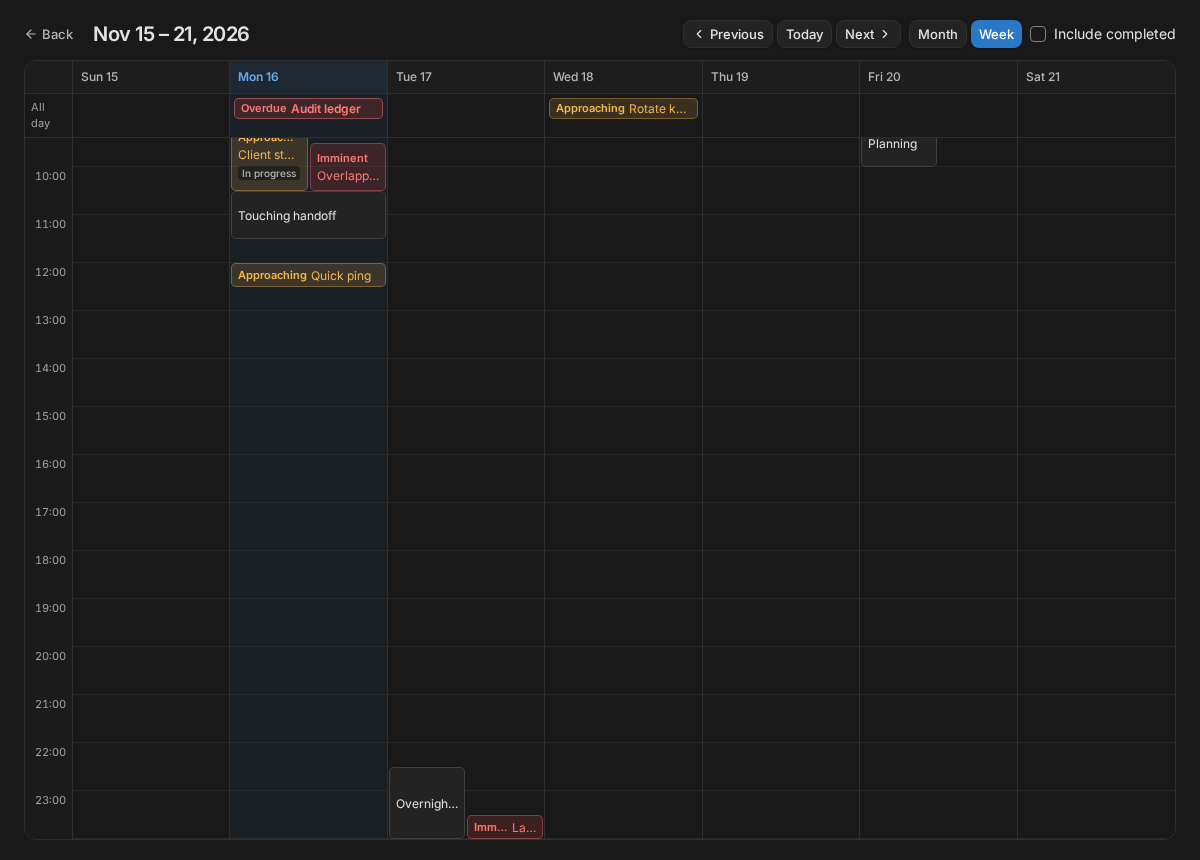 Back
Nov 15 – 21, 2026
Previous
Today
Next
Month
Week
Include completed
Sun 15
Mon 16
Tue 17
Wed 18
Thu 19
Fri 20
Sat 21
All
day
Overdue Audit ledger
Approaching Rotate k...
Approac...
Client st...
In progress
Imminent
Overlapp...
Planning
10:00
Touching handoff
11:00
12:00
Approaching Quick ping
13:00
14:00
15:00
16:00
17:00
18:00
19:00
20:00
21:00
22:00
23:00
Overnigh...
Imm... La...